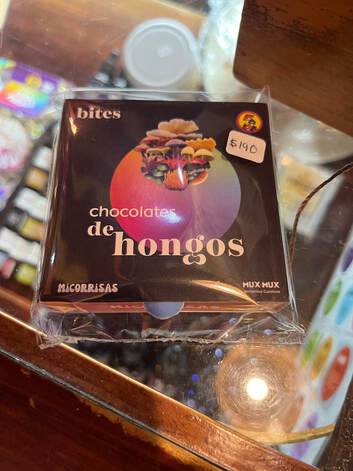 bites
$190
chocolates
de
hongos
MICORRISAS
MUX MUX